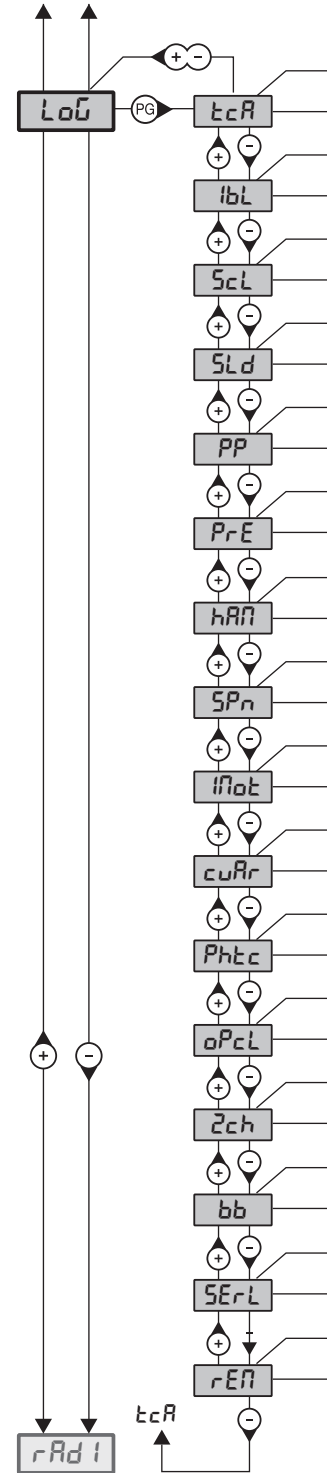 + -
LoG
PG
tcA
+ -
IbL
+ -
ScL
+ -
SLd
+ -
PP
+ -
PrE
+ -
hAM
+ -
SPn
+ -
IMot
+ -
cuAr
+ -
Phtc
+ -
oPcL
+ -
+ -
2ch
+ -
bb
+ -
SErL
+ -
rEM
tcA
-
rAd1